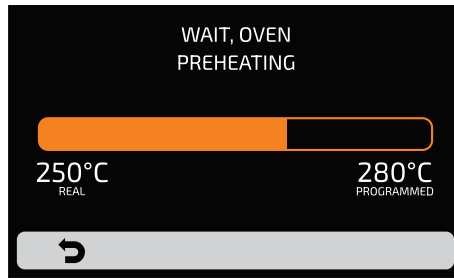 WAIT, OVEN
PREHEATING
250°C
REAL
280°C
PROGRAMMED